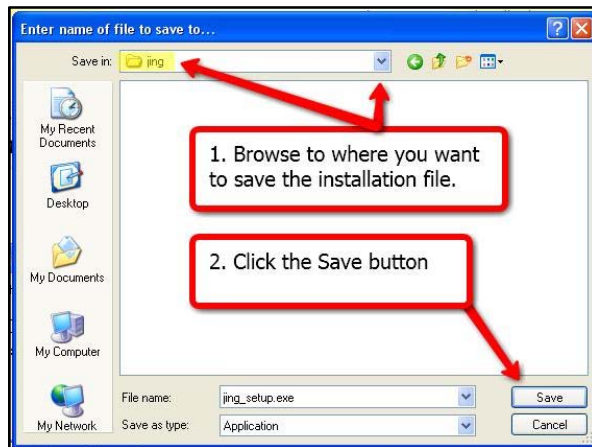 Enter name of file to save to...
Save in:
jing
My Recent
Documents
Desktop
My Documents
My Computer
My Network
1. Browse to where you want
to save the installation file.
2. Click the Save button
File name:
jing_setup.exe
Save
Save as type:
Application
Cancel